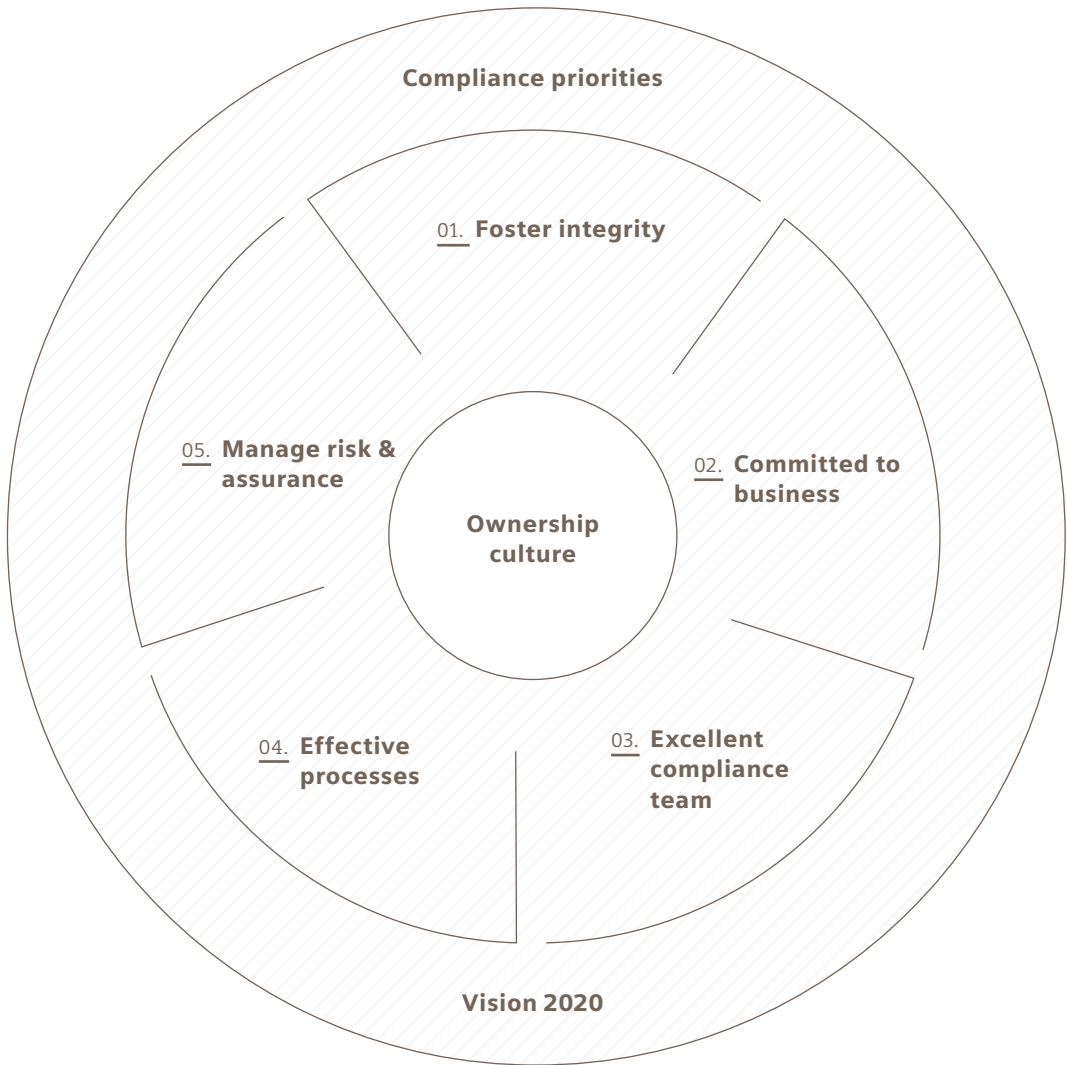 Compliance priorities
01. Foster integrity
02. Committed to
business
03. Excellent
compliance
team
04. Effective
processes
05. Manage risk &
assurance
Ownership
culture
Vision 2020